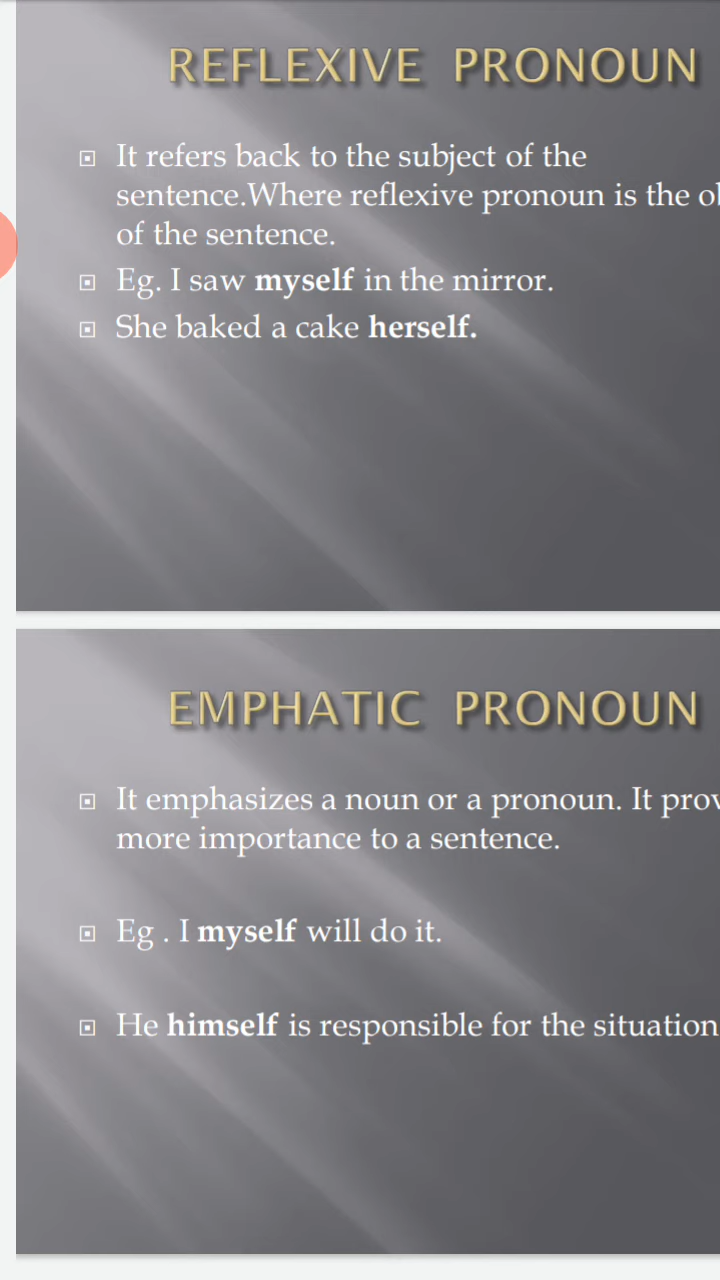 REFLEXIVE PRONOUN
It refers back to the subject of the
sentence.Where reflexive pronoun is the
of the sentence.
Eg. I saw myself in the mirror.
She baked a cake herself.
EMPHATIC PRONOUN
It emphasizes a noun or a pronoun. It
more importance to a sentence.
Eg . I myself will do it.
He himself is responsible for the situation